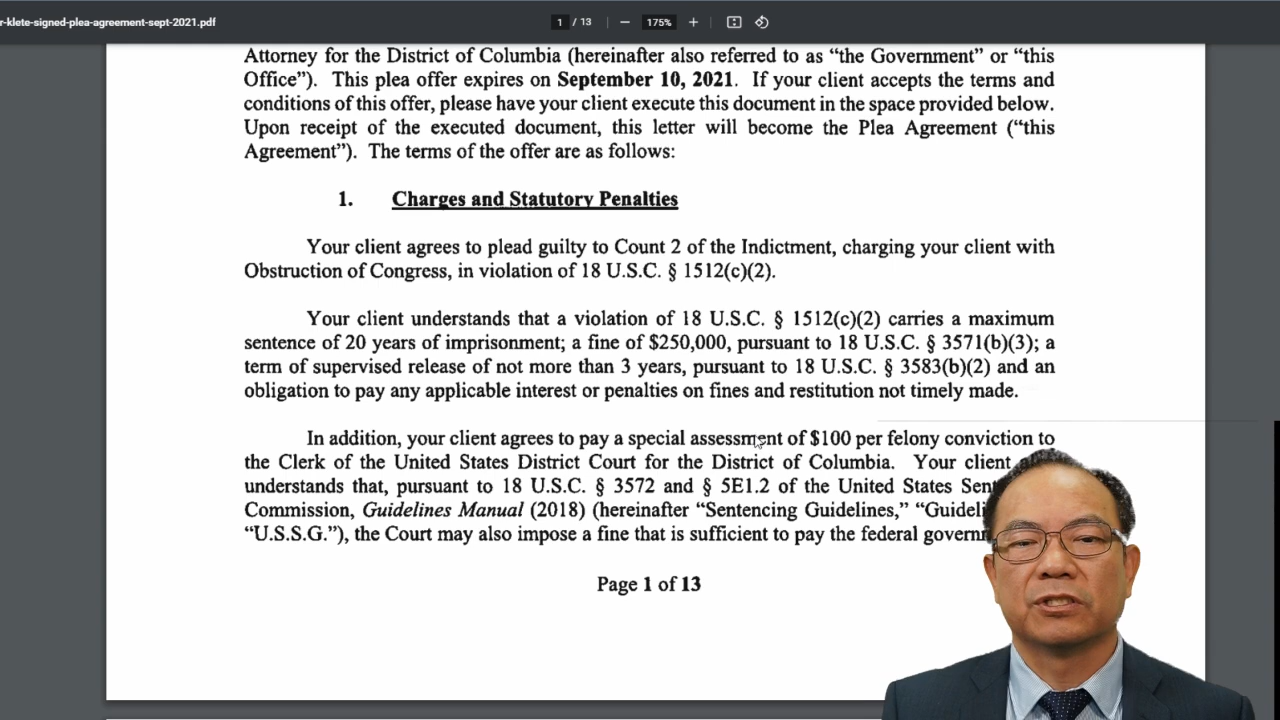 r-klete-signed-plea-agreement-sept-2021.pdf
1 / 13
175%
Attorney for the District of Columbia (hereinafter also referred to as “the Government” or “this
Office”). This plea offer expires on September 10, 2021. If your client accepts the terms and
conditions of this offer, please have your client execute this document in the space provided below.
Upon receipt of the executed document, this letter will become the Plea Agreement (“this
Agreement”). The terms of the offer are as follows:
1. Charges and Statutory Penalties
Your client agrees to plead guilty to Count 2 of the Indictment, charging your client with
Obstruction of Congress, in violation of 18 U.S.C. § 1512(c)(2).
Your client understands that a violation of 18 U.S.C. § 1512(c)(2) carries a maximum
sentence of 20 years of imprisonment; a fine of $250,000, pursuant to 18 U.S.C. § 3571(b)(3); a
term of supervised release of not more than 3 years, pursuant to 18 U.S.C. § 3583(b)(2) and an
obligation to pay any applicable interest or penalties on fines and restitution not timely made.
In addition, your client agrees to pay a special assessment of $100 per felony conviction to
the Clerk of the United States District Court for the District of Columbia. Your client
understands that, pursuant to 18 U.S.C. § 3572 and § 5E1.2 of the United States
Commission, Guidelines Manual (2018) (hereinafter “Sentencing Guidelines,”
“U.S.S.G.”), the Court may also impose a fine that is sufficient to pay the federal
Page 1 of 13